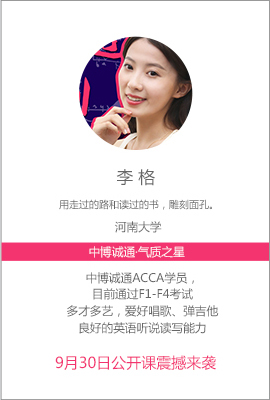 李格
用走过的路和读过的书，雕刻面孔。
河南大学
中博诚通·气质之星
中博诚通ACCA学员，
目前通过F1-F4考试
多才多艺，爱好唱歌、弹吉他
良好的英语听说读写能力
9月30日公开课震撼来袭